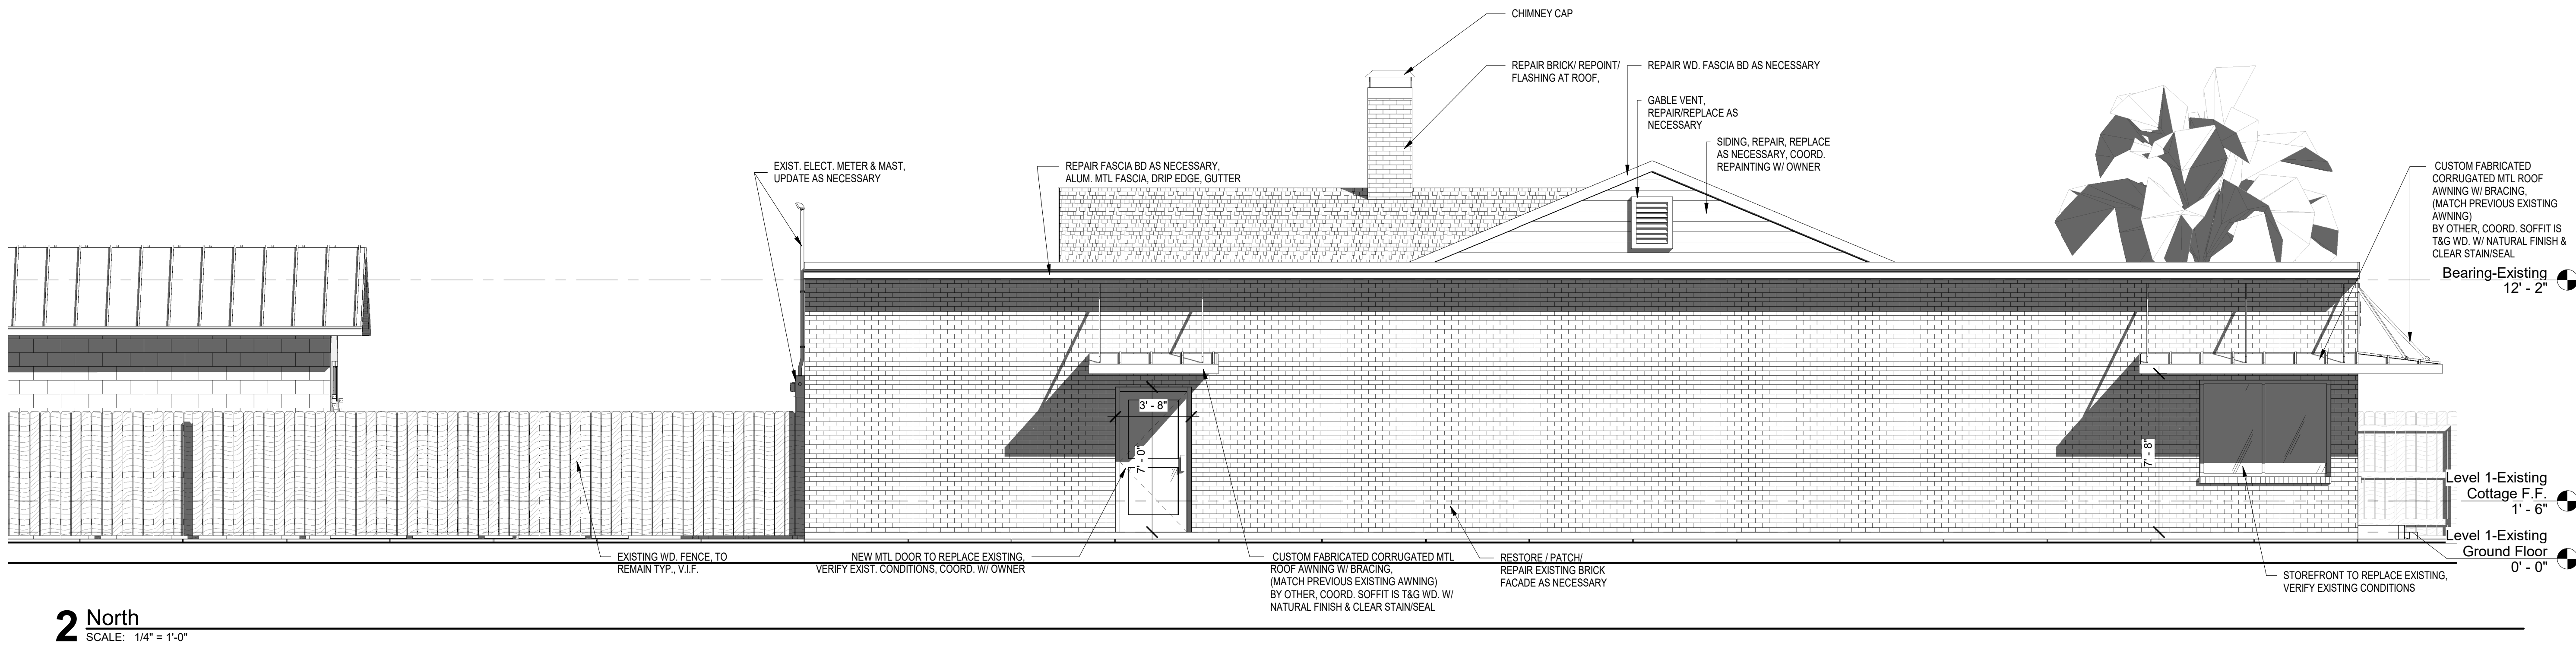 CHIMNEY CAP
REPAIR BRICK/ REPOINT/
FLASHING AT ROOF,
REPAIR WD. FASCIA BD AS NECESSARY
GABLE VENT,
REPAIR/REPLACE AS
NECESSARY
SIDING, REPAIR, REPLACE
AS NECESSARY, COORD.
REPAINTING W/ OWNER
EXIST. ELECT. METER & MAST,
UPDATE AS NECESSARY
REPAIR FASCIA BD AS NECESSARY,
ALUM. MTL FASCIA, DRIP EDGE, GUTTER
CUSTOM FABRICATED
CORRUGATED MTL ROOF
AWNING W/ BRACING,
(MATCH PREVIOUS EXISTING
AWNING)
BY OTHER, COORD. SOFFIT IS
T&G WD. W/ NATURAL FINISH &
CLEAR STAIN/SEAL
Bearing-Existing
12' - 2"
3' - 8"
7' - 0"
7' - 8"
Level 1-Existing
Cottage F.F.
1' - 6"
Level 1-Existing
Ground Floor
0' - 0"
EXISTING WD. FENCE, TO
REMAIN TYP., V.I.F.
NEW MTL DOOR TO REPLACE EXISTING,
VERIFY EXIST. CONDITIONS, COORD. W/ OWNER
CUSTOM FABRICATED CORRUGATED MTL
ROOF AWNING W/ BRACING,
(MATCH PREVIOUS EXISTING AWNING)
BY OTHER, COORD. SOFFIT IS T&G WD. W/
NATURAL FINISH & CLEAR STAIN/SEAL
RESTORE / PATCH/
REPAIR EXISTING BRICK
FACADE AS NECESSARY
STOREFRONT TO REPLACE EXISTING,
VERIFY EXISTING CONDITIONS
2 North
SCALE: 1/4" = 1'-0"